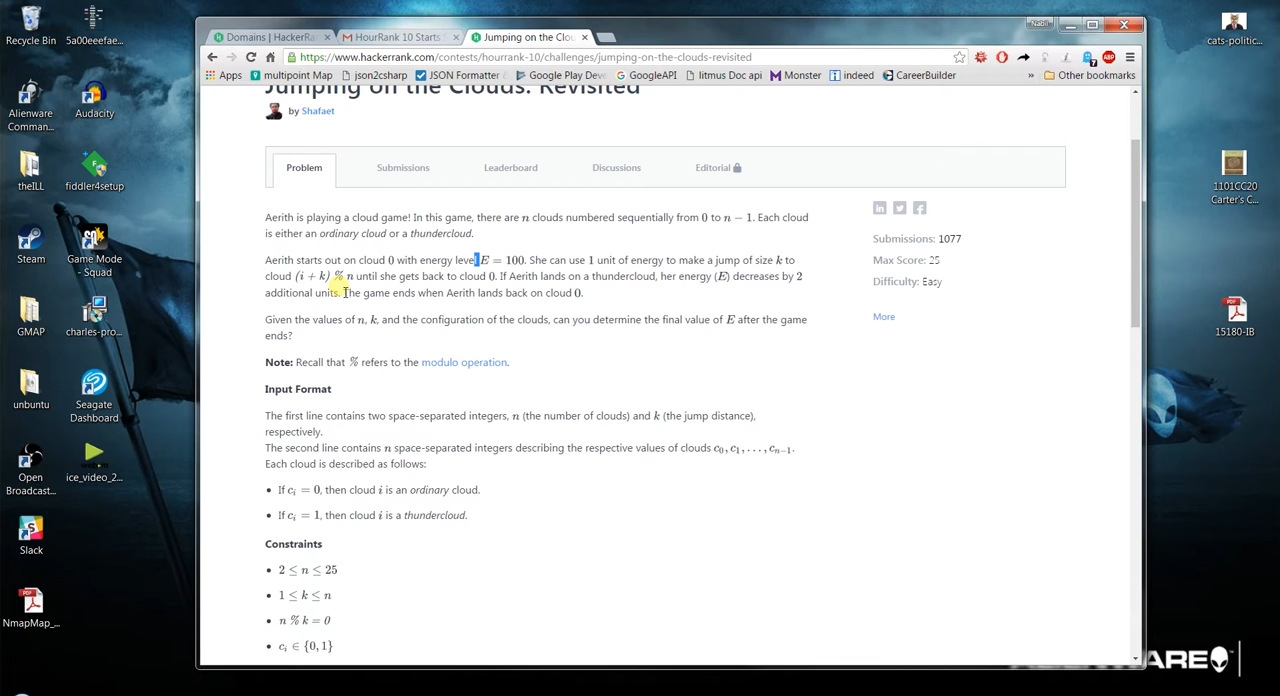 Recycle Bin
5a00eeefae...
Alienware
Comman...
Audacity
theILL
fiddler4setup
Steam
Game Mode
- Squad
GMAP
charles-pro...
unbuntu
Seagate
Dashboard
Open
Broadcast...
ice_video_2...
Slack
NmapMap_...
cats-politic...
1101CC20
Carter's C...
15180-IB
Nabil
Domains | HackerRan
HourRank 10 Starts
Jumping on the Clou
https://www.hackerrank.com/contests/hourrank-10/challenges/jumping-on-the-clouds-revisited
Apps multipoint Map json2csharp JSON Formatter Google Play Deve GoogleAPI litmus Doc api Monster indeed CareerBuilder » Other bookmarks
Jumping on the Clouds: Revisited
by Shafaet
Problem Submissions Leaderboard Discussions Editorial
Aerith is playing a cloud game! In this game, there are n clouds numbered sequentially from 0 to n − 1. Each cloud
is either an ordinary cloud or a thundercloud.
Aerith starts out on cloud 0 with energy level E = 100. She can use 1 unit of energy to make a jump of size k to
cloud (i + k) % n until she gets back to cloud 0. If Aerith lands on a thundercloud, her energy (E) decreases by 2
additional units. The game ends when Aerith lands back on cloud 0.
Given the values of n, k, and the configuration of the clouds, can you determine the final value of E after the game
ends?
Note: Recall that % refers to the modulo operation.
Input Format
The first line contains two space-separated integers, n (the number of clouds) and k (the jump distance),
respectively.
The second line contains n space-separated integers describing the respective values of clouds c0, c1, . . . , cn−1.
Each cloud is described as follows:
• If ci = 0, then cloud i is an ordinary cloud.
• If ci = 1, then cloud i is a thundercloud.
Constraints
• 2 ≤ n ≤ 25
• 1 ≤ k ≤ n
• n % k = 0
• ci ∈ {0, 1}
Submissions: 1077
Max Score: 25
Difficulty: Easy
More
ALIENWARE